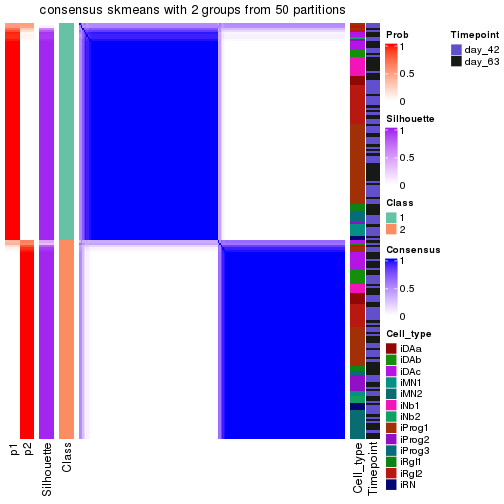 consensus skmeans with 2 groups from 50 partitions
p1
p2
Silhouette
Class
Cell_type
Timepoint
Prob
1
0.5
0
Silhouette
1
0.5
0
Class
1
2
Consensus
1
0.5
0
Cell_type
iDAa
iDAb
iDAc
iMN1
iMN2
iNb1
iNb2
iProg1
iProg2
iProg3
iRgl1
iRgl2
iRN
Timepoint
day_42
day_63